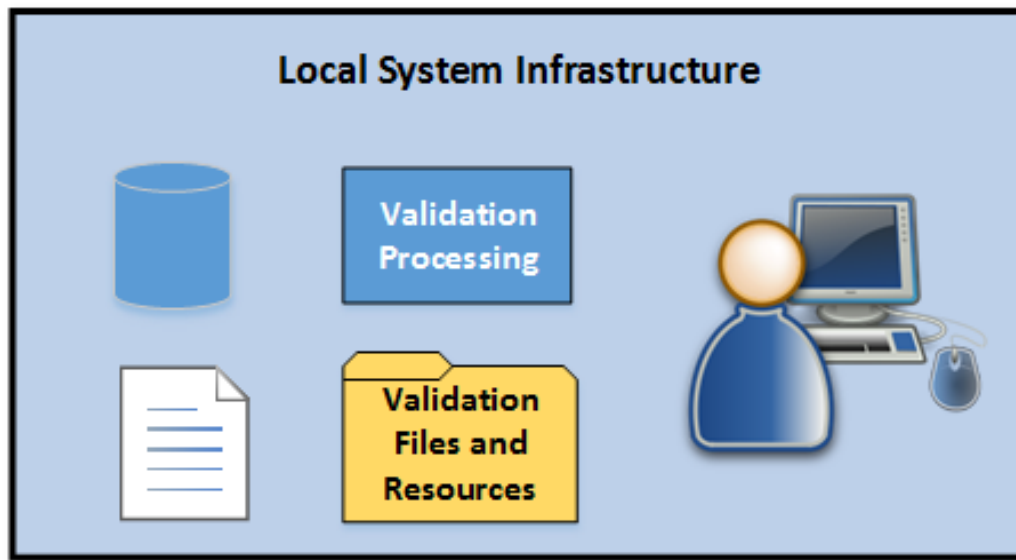 Local System Infrastructure
Validation
Processing
Validation
Files and
Resources